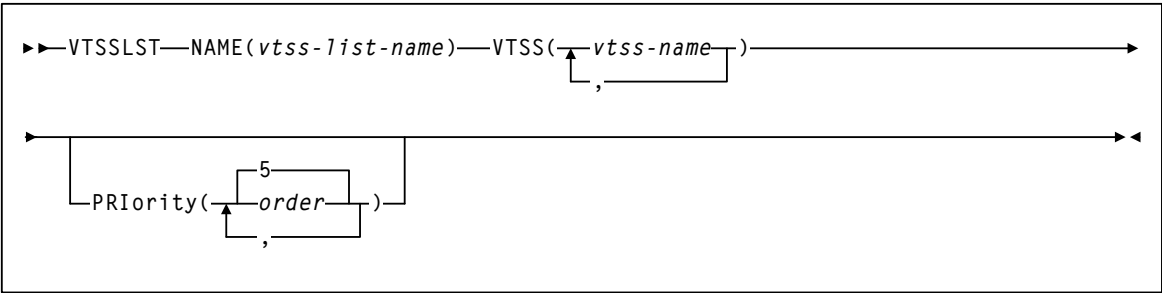 VTSSLST NAME(vtss-list-name) VTSS( vtss-name )
,
5
PRIority( order )
,